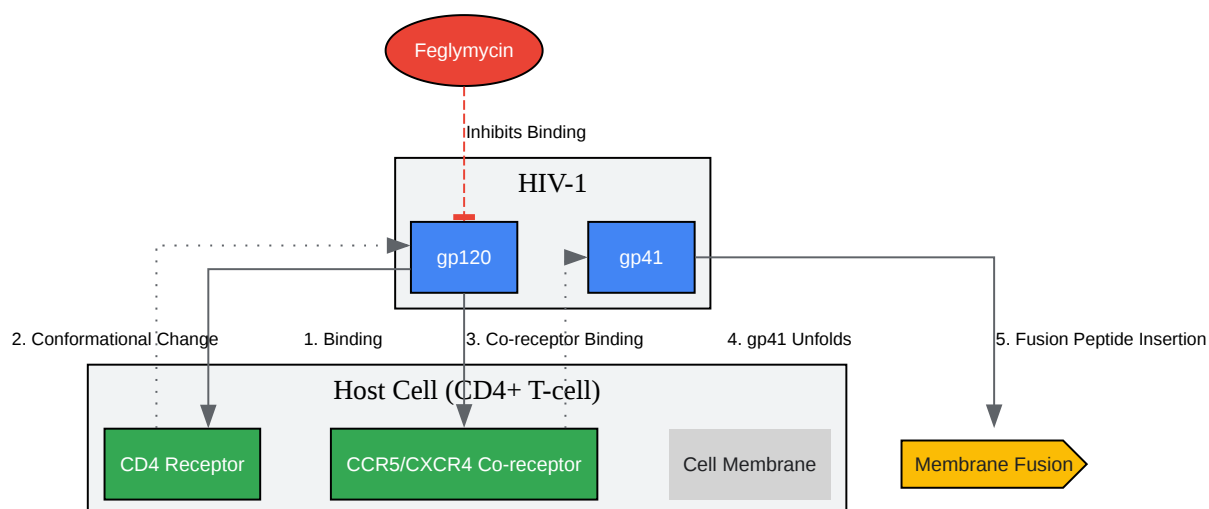 Feglymycin
Inhibits Binding
HIV-1
gp120
gp41
2. Conformational Change
1. Binding
3. Co-receptor Binding
4. gp41 Unfolds
5. Fusion Peptide Insertion
Host Cell (CD4+ T-cell)
CD4 Receptor
CCR5/CXCR4 Co-receptor
Cell Membrane
Membrane Fusion